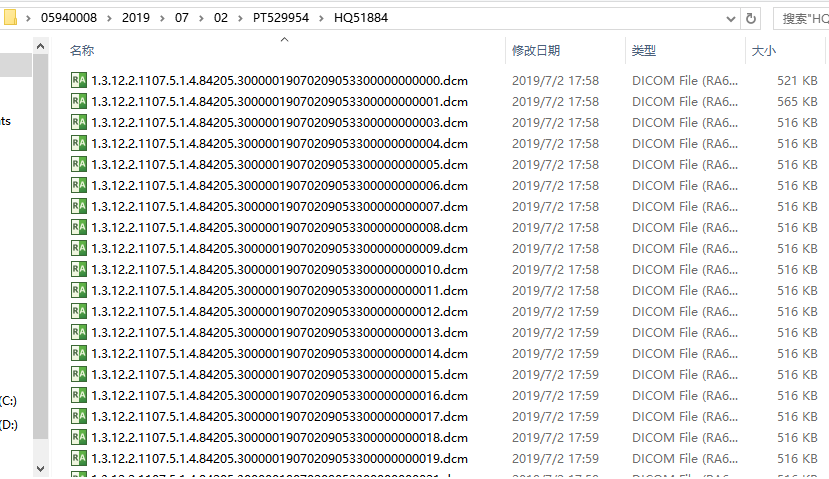 05940008 > 2019 > 07 > 02 > PT529954 > HQ51884 搜索"HQ
名称 修改日期 类型 大小
1.3.12.2.1107.5.1.4.84205.30000019070209053300000000000.dcm 2019/7/2 17:58 DICOM File (RA6... 521 KB
1.3.12.2.1107.5.1.4.84205.30000019070209053300000000001.dcm 2019/7/2 17:58 DICOM File (RA6... 565 KB
1.3.12.2.1107.5.1.4.84205.30000019070209053300000000003.dcm 2019/7/2 17:58 DICOM File (RA6... 516 KB
1.3.12.2.1107.5.1.4.84205.30000019070209053300000000004.dcm 2019/7/2 17:58 DICOM File (RA6... 516 KB
1.3.12.2.1107.5.1.4.84205.30000019070209053300000000005.dcm 2019/7/2 17:58 DICOM File (RA6... 516 KB
1.3.12.2.1107.5.1.4.84205.30000019070209053300000000006.dcm 2019/7/2 17:58 DICOM File (RA6... 516 KB
1.3.12.2.1107.5.1.4.84205.30000019070209053300000000007.dcm 2019/7/2 17:58 DICOM File (RA6... 516 KB
1.3.12.2.1107.5.1.4.84205.30000019070209053300000000008.dcm 2019/7/2 17:58 DICOM File (RA6... 516 KB
1.3.12.2.1107.5.1.4.84205.30000019070209053300000000009.dcm 2019/7/2 17:58 DICOM File (RA6... 516 KB
1.3.12.2.1107.5.1.4.84205.30000019070209053300000000010.dcm 2019/7/2 17:58 DICOM File (RA6... 516 KB
1.3.12.2.1107.5.1.4.84205.30000019070209053300000000011.dcm 2019/7/2 17:58 DICOM File (RA6... 516 KB
1.3.12.2.1107.5.1.4.84205.30000019070209053300000000012.dcm 2019/7/2 17:59 DICOM File (RA6... 516 KB
1.3.12.2.1107.5.1.4.84205.30000019070209053300000000013.dcm 2019/7/2 17:59 DICOM File (RA6... 516 KB
1.3.12.2.1107.5.1.4.84205.30000019070209053300000000014.dcm 2019/7/2 17:59 DICOM File (RA6... 516 KB
1.3.12.2.1107.5.1.4.84205.30000019070209053300000000015.dcm 2019/7/2 17:59 DICOM File (RA6... 516 KB
1.3.12.2.1107.5.1.4.84205.30000019070209053300000000016.dcm 2019/7/2 17:59 DICOM File (RA6... 516 KB
1.3.12.2.1107.5.1.4.84205.30000019070209053300000000017.dcm 2019/7/2 17:59 DICOM File (RA6... 516 KB
1.3.12.2.1107.5.1.4.84205.30000019070209053300000000018.dcm 2019/7/2 17:59 DICOM File (RA6... 516 KB
1.3.12.2.1107.5.1.4.84205.30000019070209053300000000019.dcm 2019/7/2 17:59 DICOM File (RA6... 516 KB
nts
(C:)
(D:)